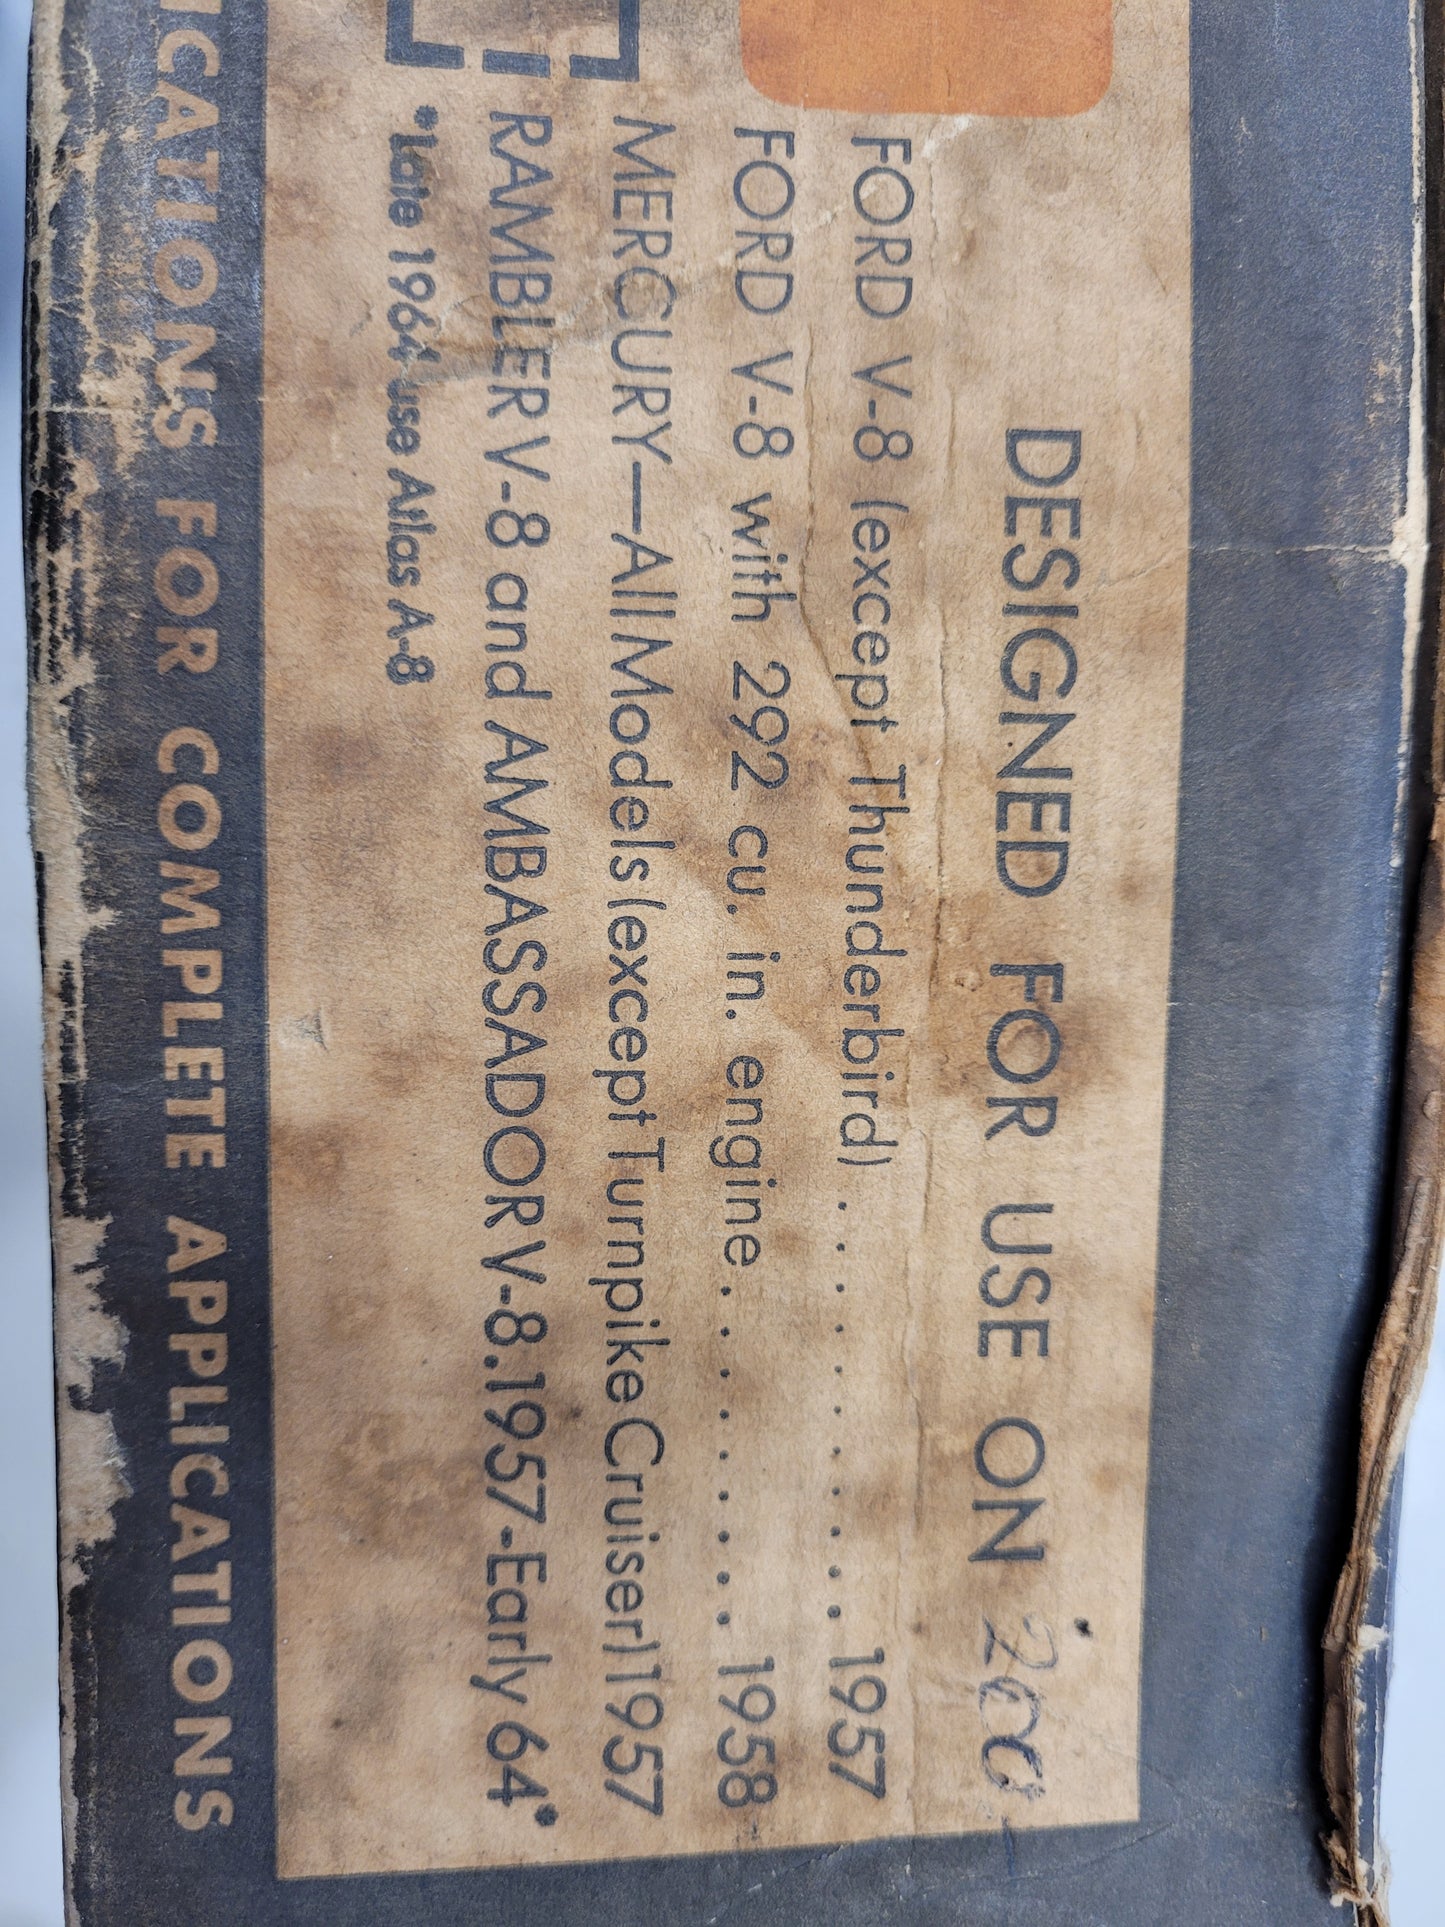 DESIGNED FOR USE ON
FORD V-8 (except Thunderbird) . . . . . . . . . . . 1957
FORD V-8 with 292 cu. in. engine . . . . . . . . . 1958
MERCURY—All Models (except Turnpike Cruiser) 1957
RAMBLER V-8 and AMBASSADOR V-8. 1957-Early 64*
*Late 1964 use Atlas A-8
ICATIONS FOR COMPLETE APPLICATIONS